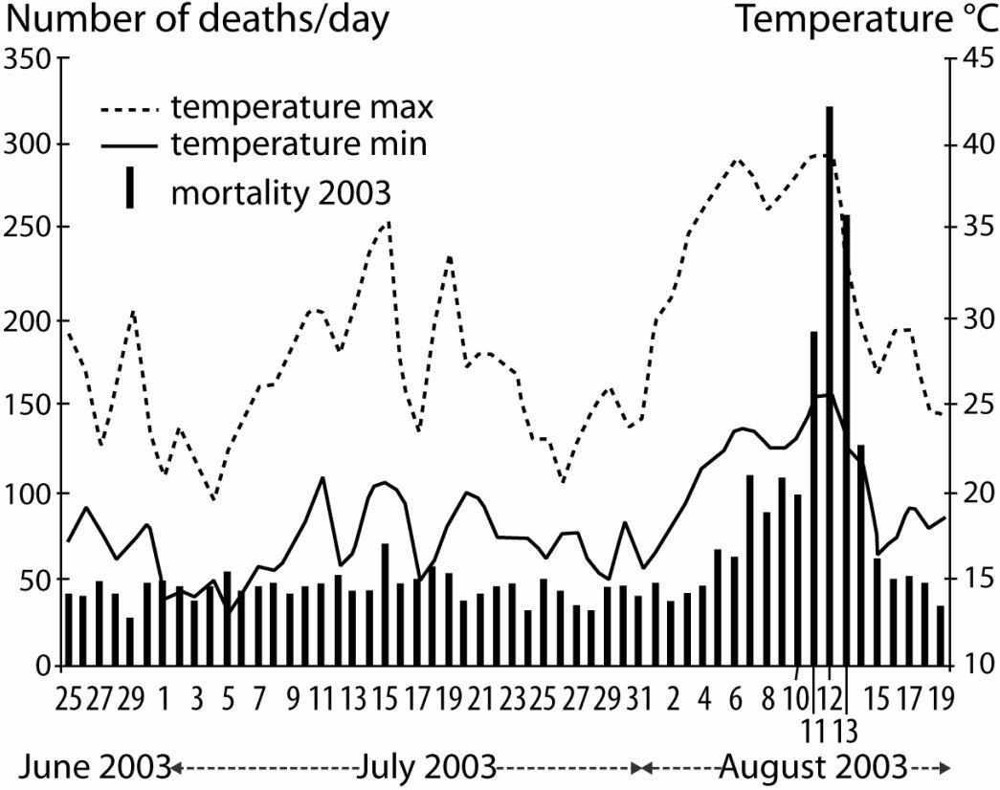 Number of deaths/day
Temperature °C
350
300
250
200
150
100
50
0
45
40
35
30
25
20
15
10
temperature max
temperature min
mortality 2003
25 27 29 1 3 5 7 9 11 13 15 17 19 21 23 25 27 29 31 2 4 6 8 10 12 15 17 19
11 13
June 2003 July 2003 August 2003